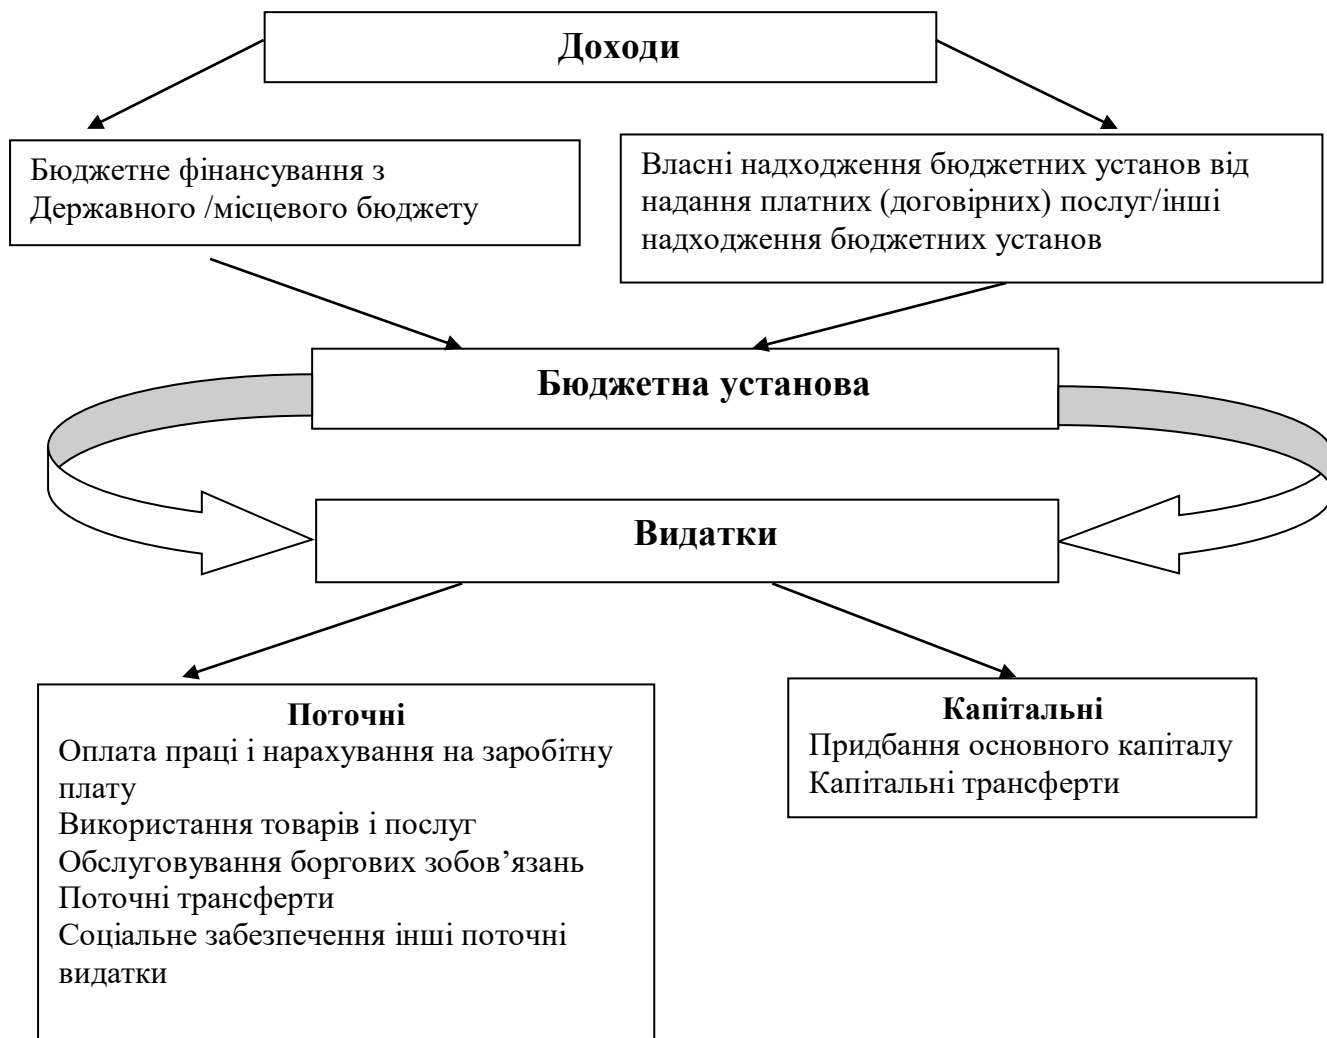 Доходи
Бюджетне фінансування з
Державного /місцевого бюджету
Власні надходження бюджетних установ від
надання платних (договірних) послуг/інші
надходження бюджетних установ
Бюджетна установа
Видатки
Поточні
Оплата праці і нарахування на заробітну
плату
Використання товарів і послуг
Обслуговування боргових зобов’язань
Поточні трансферти
Соціальне забезпечення інші поточні
видатки
Капітальні
Придбання основного капіталу
Капітальні трансферти